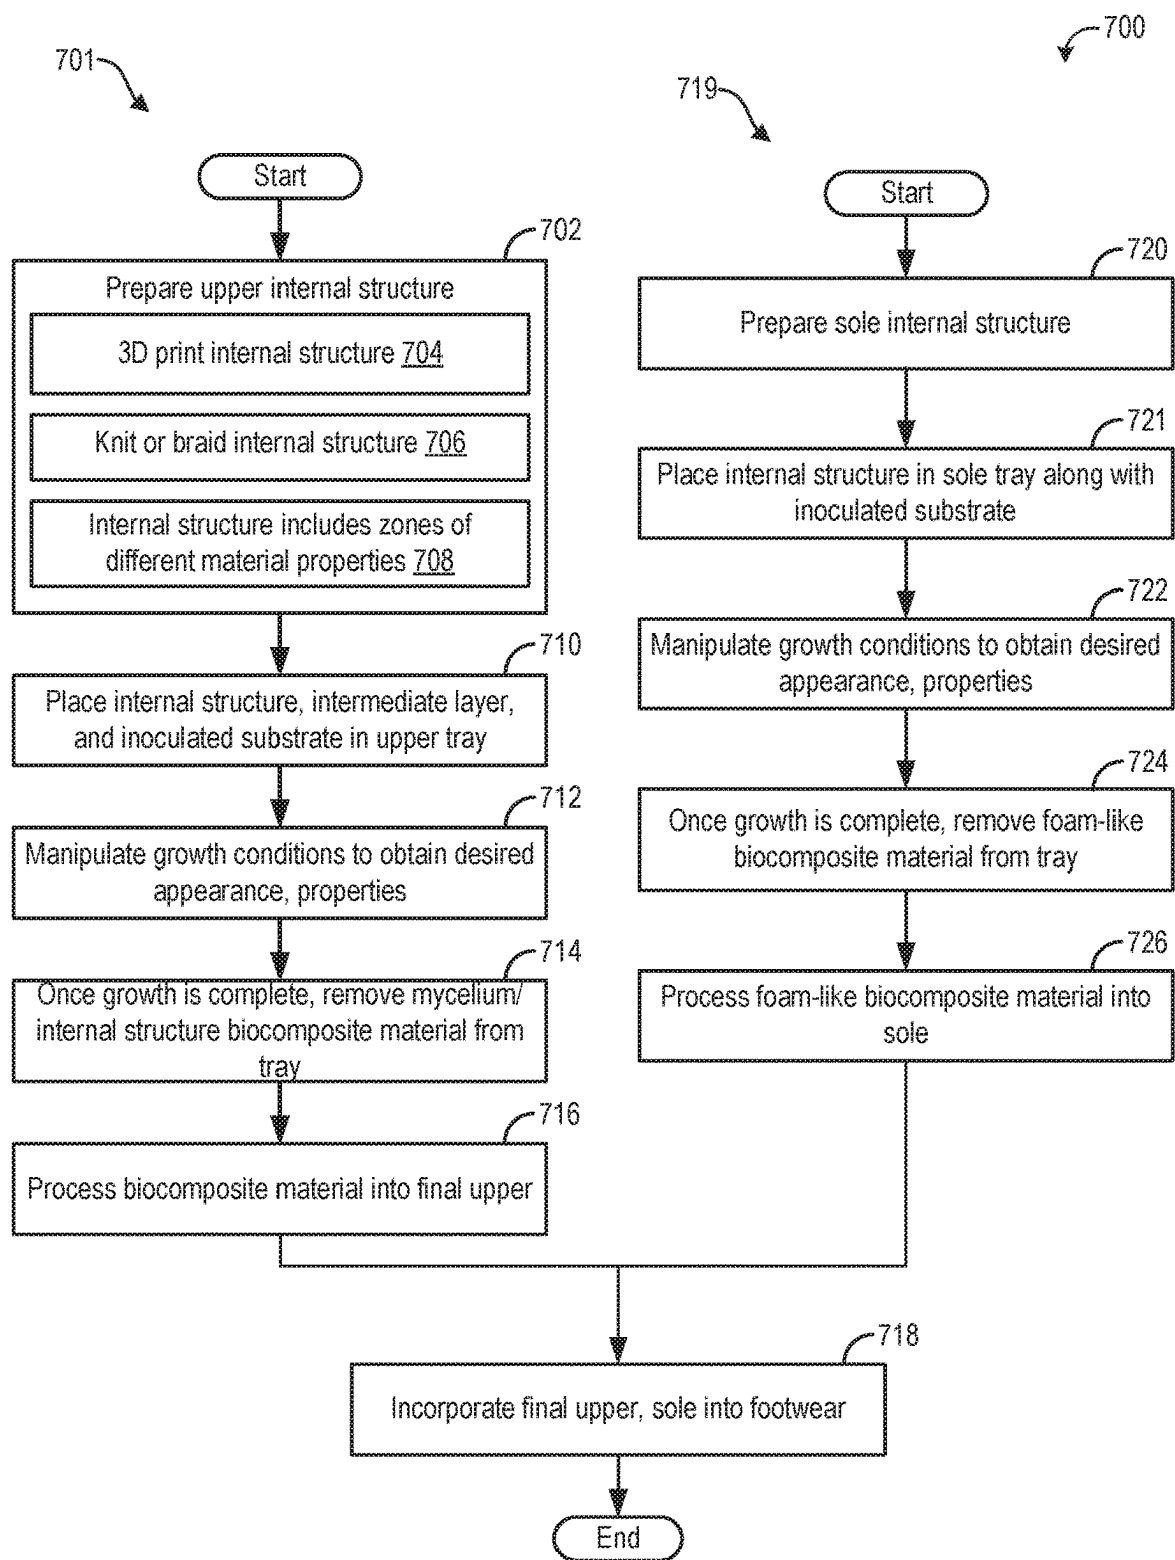 700
701
719
Start
702
Prepare upper internal structure
3D print internal structure 704
Knit or braid internal structure 706
Internal structure includes zones of
different material properties 708
710
Place internal structure, intermediate layer,
and inoculated substrate in upper tray
712
Manipulate growth conditions to obtain desired
appearance, properties
714
Once growth is complete, remove mycelium/
internal structure biocomposite material from
tray
716
Process biocomposite material into final upper
Start
720
Prepare sole internal structure
721
Place internal structure in sole tray along with
inoculated substrate
722
Manipulate growth conditions to obtain desired
appearance, properties
724
Once growth is complete, remove foam-like
biocomposite material from tray
726
Process foam-like biocomposite material into
sole
718
Incorporate final upper, sole into footwear
End